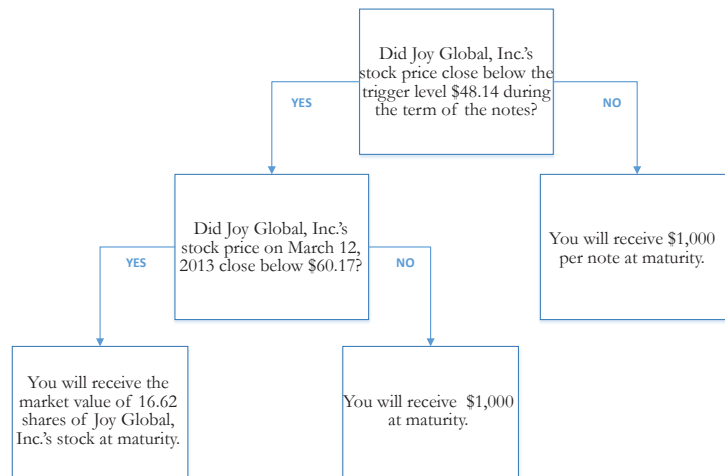 Did Joy Global, Inc.'s
stock price close below the
trigger level $48.14 during
the term of the notes?
YES
NO
Did Joy Global, Inc.'s
stock price on March 12,
2013 close below $60.17?
You will receive $1,000
per note at maturity.
YES
NO
You will receive the
market value of 16.62
shares of Joy Global,
Inc.'s stock at maturity.
You will receive $1,000
at maturity.